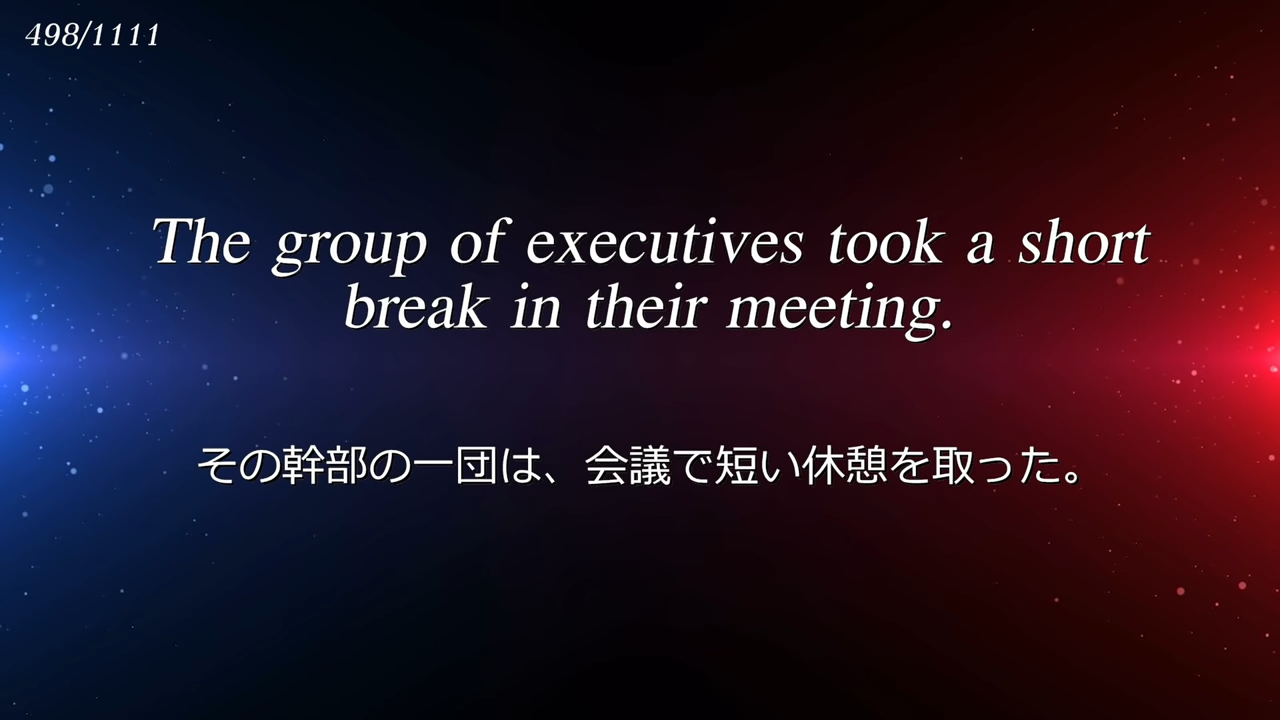 498/1111
The group of executives took a short
break in their meeting.
その幹部の一団は、会議で短い休憩を取った。